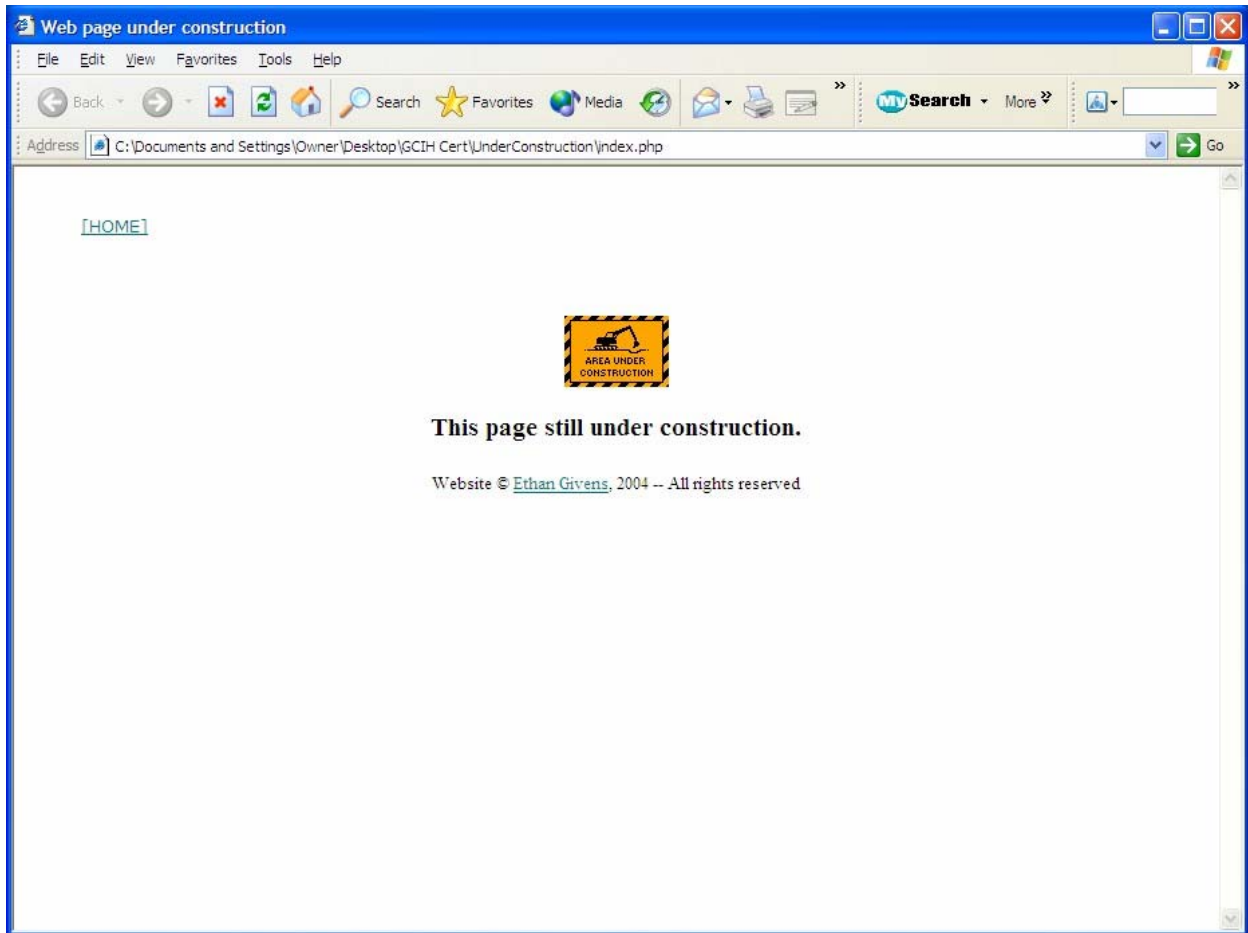 Web page under construction
File Edit View Favorites Tools Help
Back Search Favorites Media » My Search More » »
Address C:\Documents and Settings\Owner\Desktop\GCIH Cert\UnderConstruction\index.php Go
[HOME]
AREA UNDER
CONSTRUCTION
This page still under construction.
Website © Ethan Givens, 2004 -- All rights reserved